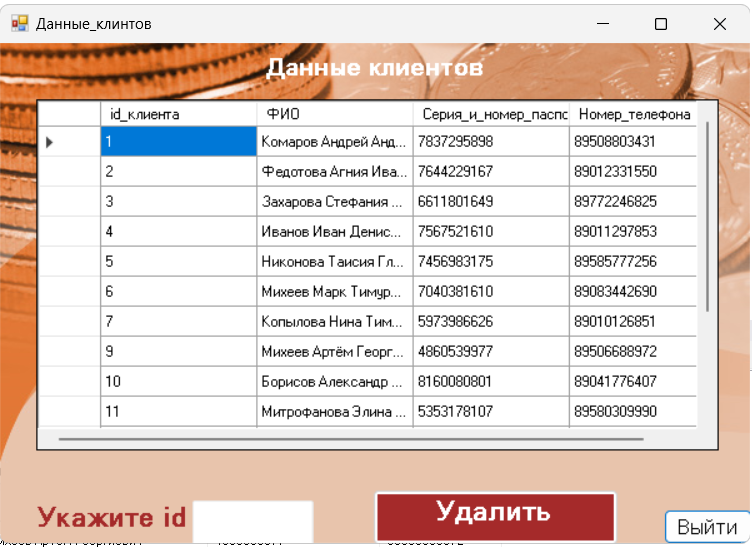 Данные_клинтов
Данные клиентов
id_клиента ФИО Серия_и_номер_паспо Номер_телефона
1 Комаров Андрей Анд... 7837295898 89508803431
2 Федотова Агния Ива... 7644229167 89012331550
3 Захарова Стефания ... 6611801649 89772246825
4 Иванов Иван Денис... 7567521610 89011297853
5 Никонова Таисия Гл... 7456983175 89585777256
6 Михеев Марк Тимур... 7040381610 89083442690
7 Копылова Нина Тим... 5973986626 89010126851
9 Михеев Артём Георг... 4860539977 89506688972
10 Борисов Александр ... 8160080801 89041776407
11 Митрофанова Элина ... 5353178107 89580309990
Укажите id Удалить
Выйти